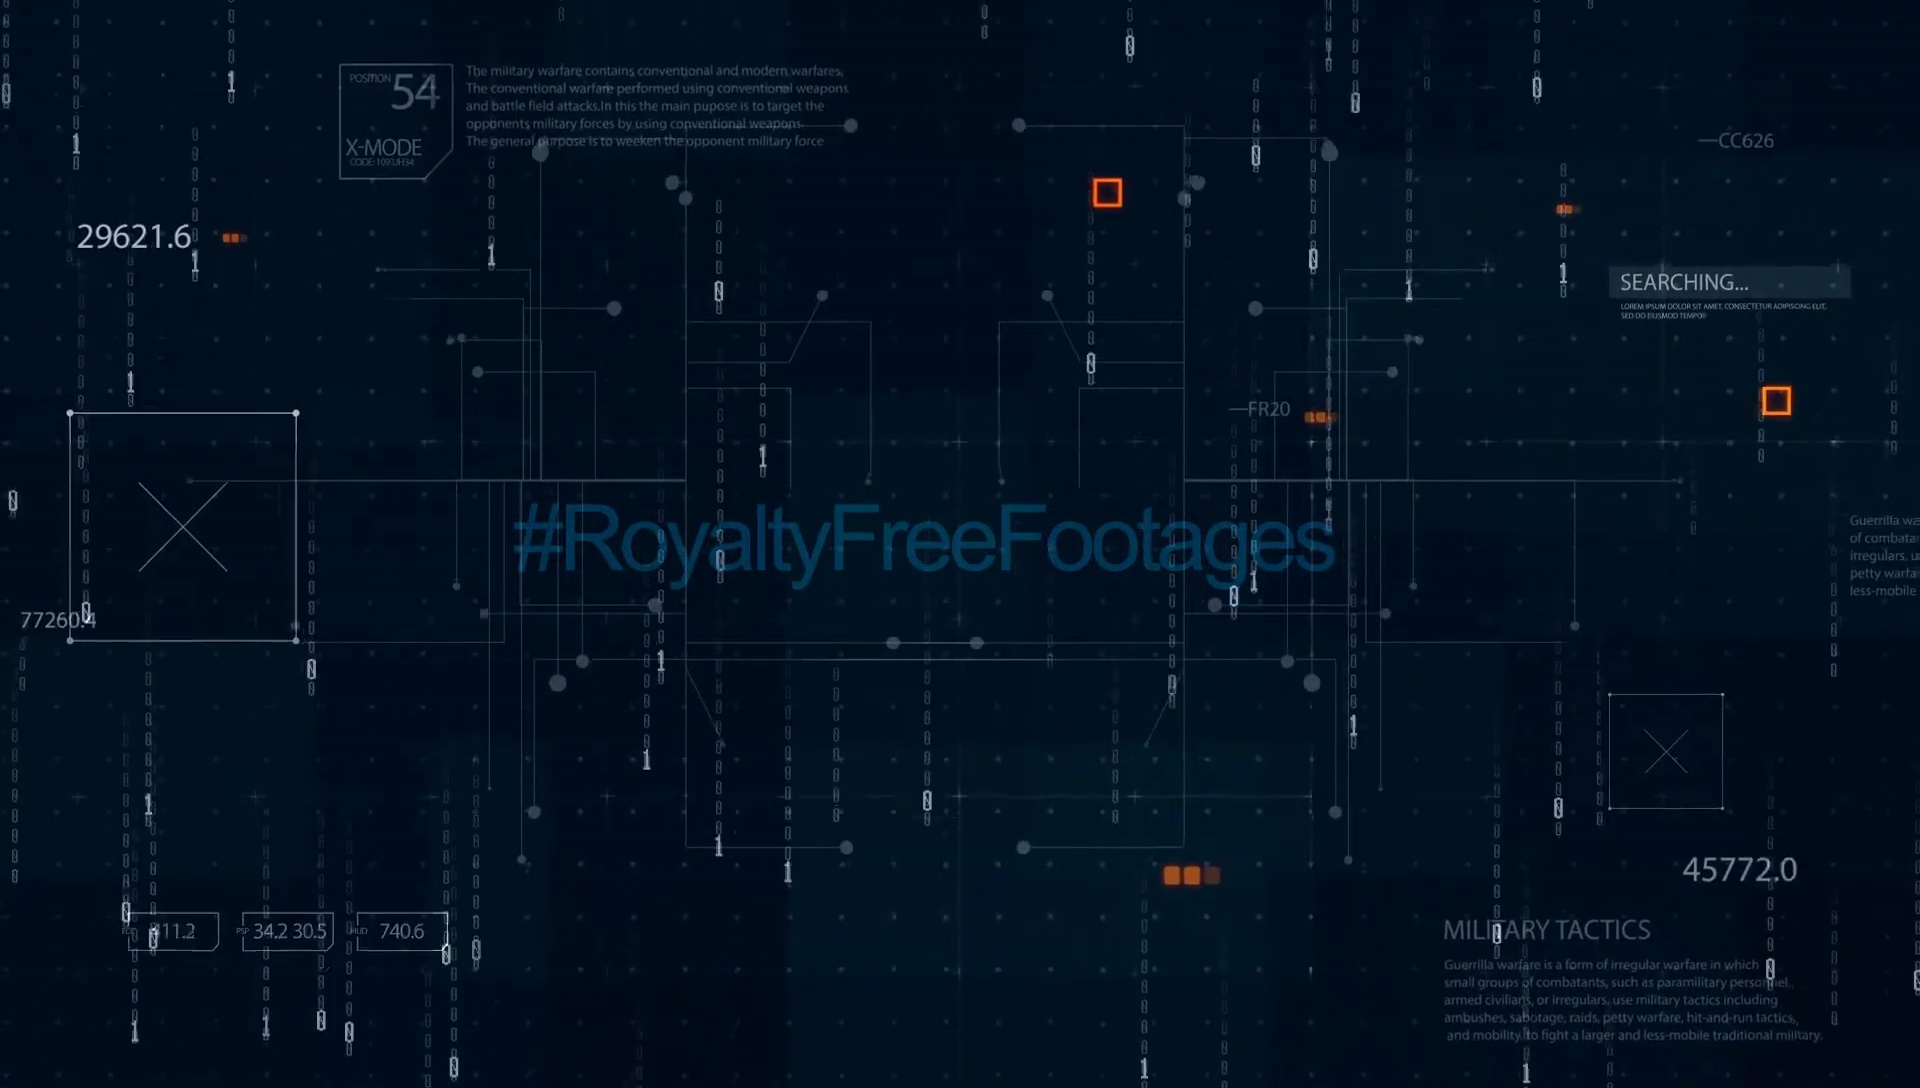 POSITION 54
X-MODE
CODE: 1093JH34
The military warfare contains conventional and modern warfares.
The conventional warfare performed using conventional weapons
and battle field attacks.In this the main pupose is to target the
opponents military forces by using conventional weapons
The general purpose is to weeken the opponent military force
—CC626
29621.6
SEARCHING...
LOREM IPSUM DOLOR SIT AMET, CONSECTETUR ADIPISCING ELIT,
SED DO EIUSMOD TEMPOR
—FR20
#RoyaltyFreeFootages
Guerrilla wa
of combata
irregulars, u
petty warfa
less-mobile
77260.4
45772.0
411.2
PSP 34.2 30.5
HUD 740.6
MILITARY TACTICS
Guerrilla warfare is a form of irregular warfare in which
small groups of combatants, such as paramilitary personnel,
armed civilians, or irregulars, use military tactics including
ambushes, sabotage, raids, petty warfare, hit-and-run tactics,
and mobility, to fight a larger and less-mobile traditional military.